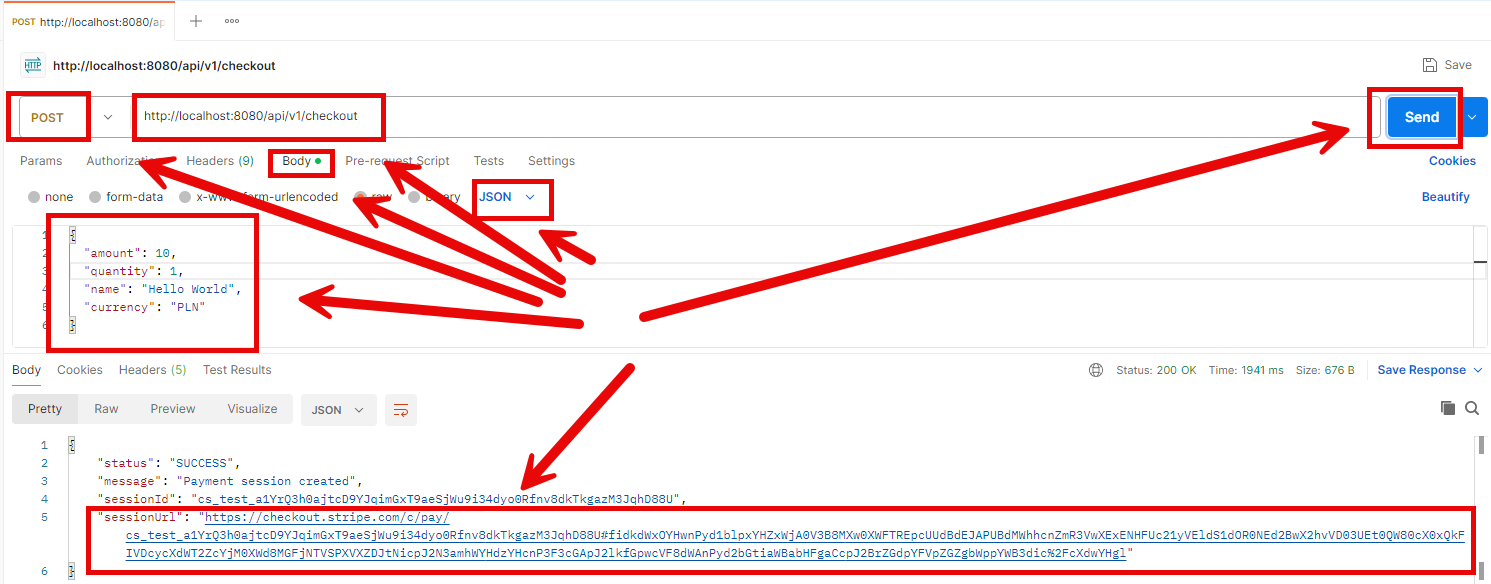 POST http://localhost:8080/ap
HTTP http://localhost:8080/api/v1/checkout Save
POST http://localhost:8080/api/v1/checkout Send
Params Authorization Headers (9) Body Pre-request Script Tests Settings Cookies
none form-data x-www-form-urlencoded raw binary JSON Beautify
1 {
2 "amount": 10,
3 "quantity": 1,
4 "name": "Hello World",
5 "currency": "PLN"
6 }
Body Cookies Headers (5) Test Results Status: 200 OK Time: 1941 ms Size: 676 B Save Response
Pretty Raw Preview Visualize JSON
1 {
2 "status": "SUCCESS",
3 "message": "Payment session created",
4 "sessionId": "cs_test_a1YrQ3h0ajtcD9YJqimGxT9aeSjWu9i34dyo0Rfnv8dkTkgazM3JqhD88U",
5 "sessionUrl": "https://checkout.stripe.com/c/pay/
cs_test_a1YrQ3h0ajtcD9YJqimGxT9aeSjWu9i34dyo0Rfnv8dkTkgazM3JqhD88U#fidkdWxOYHwnPyd1blpxYHZxWjA0V3B8MXw0XWFTREpcUUdBdEJAPUBdMWhhcnZmR3VwXExENHFUc21yVEldS1dOR0NEd2BwX2hvVD03UEt0QW80cX0xQkF
IVDcycXdWT2ZcYjM0XWd8MGFjNTVSPXVXZDJtNicpJ2N3amhWYHdzYHcnP3F3cGApJ2lkfGpwcVF8dWAnPyd2bGtiaWBabHFgaCcpJ2BrZGdpYFVpZGZgbWppYWB3dic%2FcXdwYHgl"
6 }